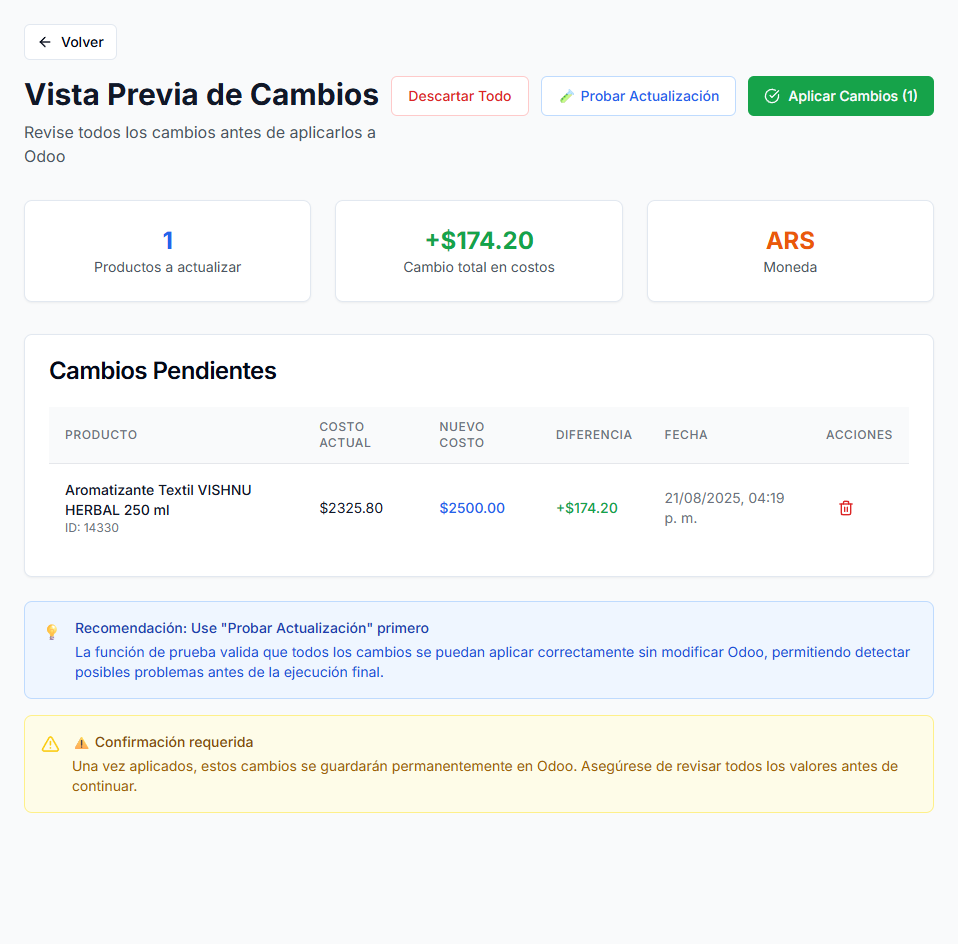 Volver
Vista Previa de Cambios
Revise todos los cambios antes de aplicarlos a
Odoo
Descartar Todo
Probar Actualización
Aplicar Cambios (1)
1
Productos a actualizar
+$174.20
Cambio total en costos
ARS
Moneda
Cambios Pendientes
PRODUCTO
COSTO
ACTUAL
NUEVO
COSTO
DIFERENCIA
FECHA
ACCIONES
Aromatizante Textil VISHNU
HERBAL 250 ml
ID: 14330
$2325.80
$2500.00
+$174.20
21/08/2025, 04:19
p. m.
Recomendación: Use "Probar Actualización" primero
La función de prueba valida que todos los cambios se puedan aplicar correctamente sin modificar Odoo, permitiendo detectar
posibles problemas antes de la ejecución final.
Confirmación requerida
Una vez aplicados, estos cambios se guardarán permanentemente en Odoo. Asegúrese de revisar todos los valores antes de
continuar.